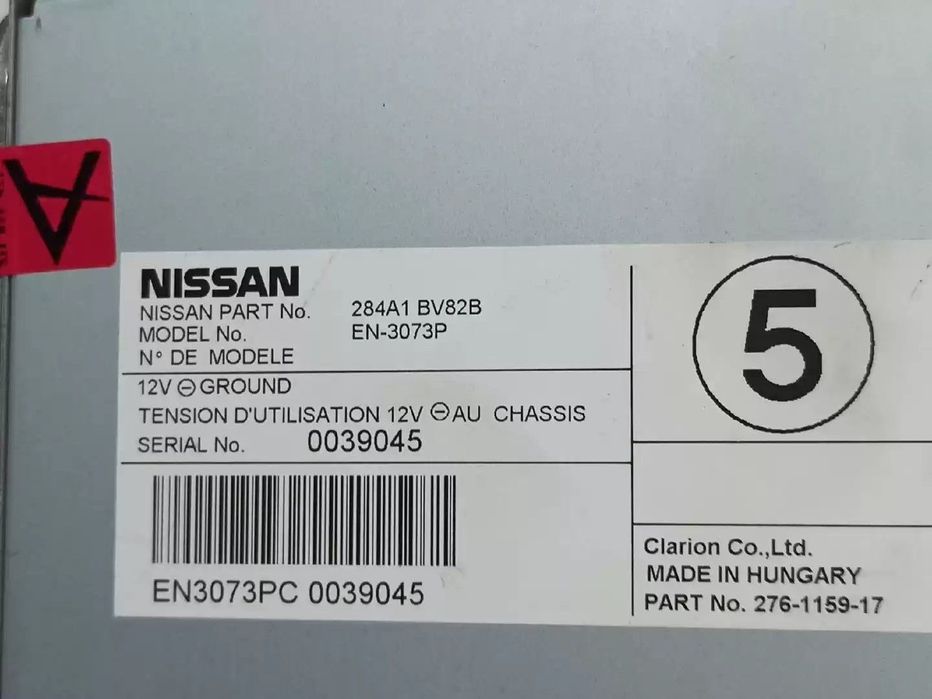 A
NISSAN
NISSAN PART No. 284A1 BV82B
MODEL No. EN-3073P
N° DE MODELE
12V ⊖ GROUND
TENSION D'UTILISATION 12V ⊖ AU CHASSIS
SERIAL No. 0039045
EN3073PC 0039045
5
Clarion Co.,Ltd.
MADE IN HUNGARY
PART No. 276-1159-17